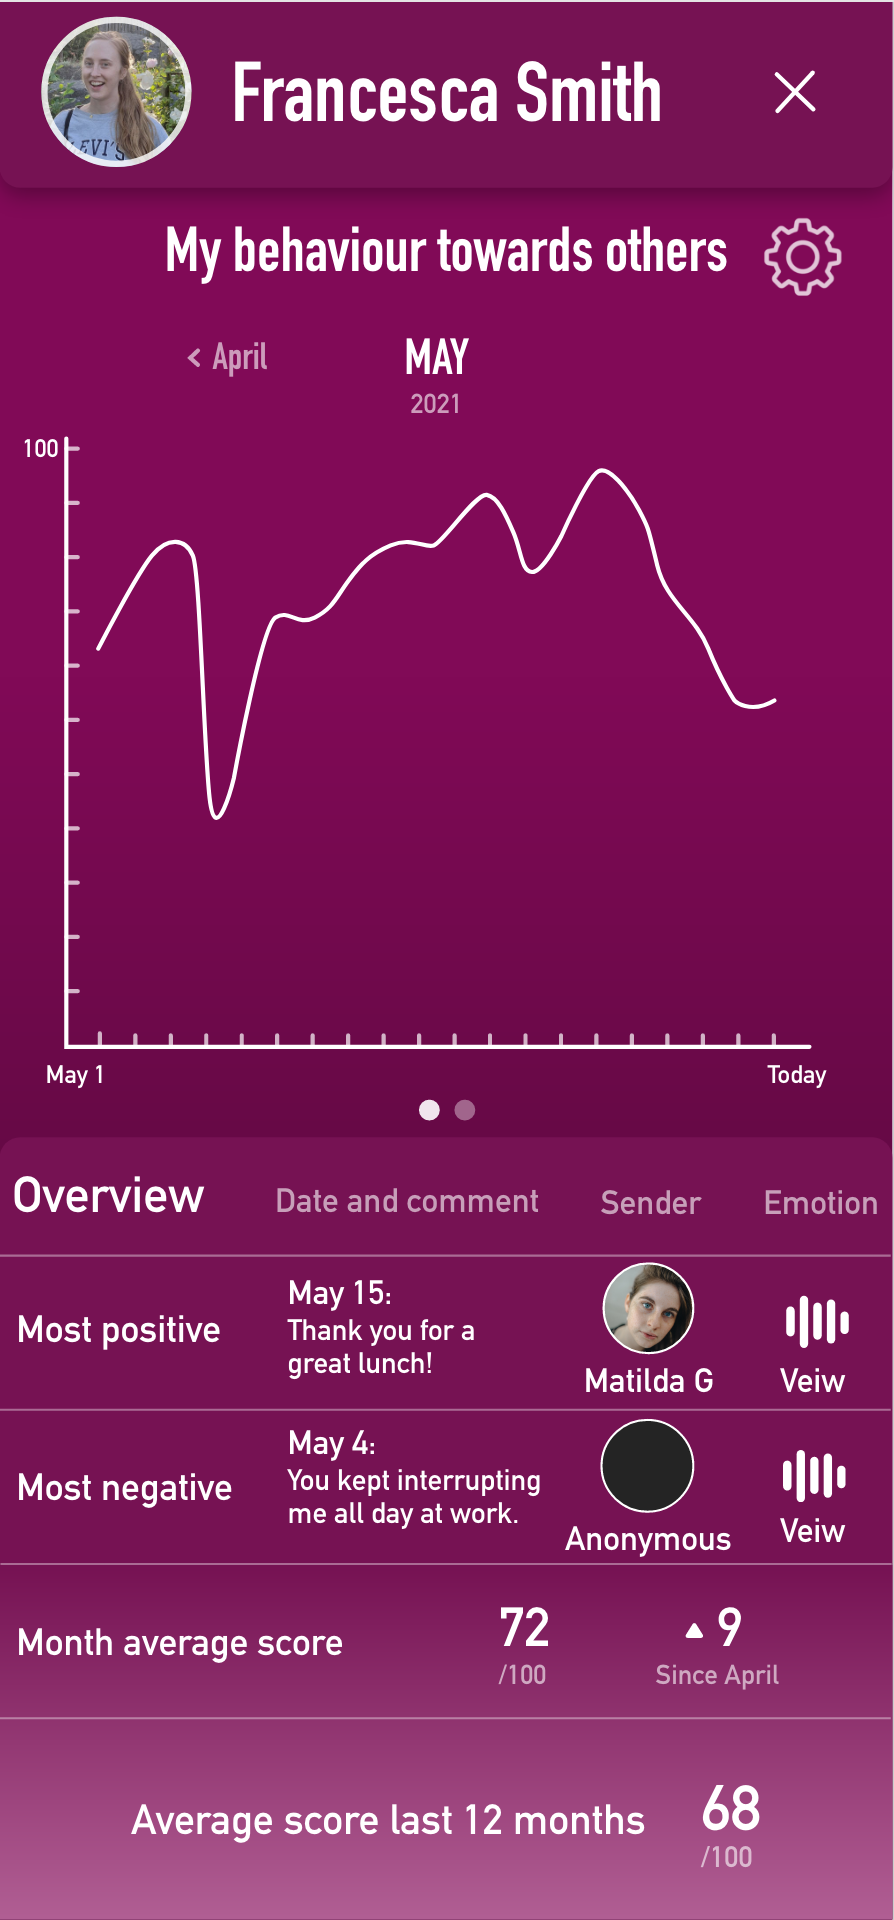 LEVI'S
Francesca Smith
My behaviour towards others
< April
MAY
2021
100
May 1
Today
Overview
Date and comment
Sender
Emotion
Most positive
May 15:
Thank you for a
great lunch!
Matilda G
Veiw
Most negative
May 4:
You kept interrupting
me all day at work.
Anonymous
Veiw
Month average score
72
/100
▲ 9
Since April
Average score last 12 months
68
/100